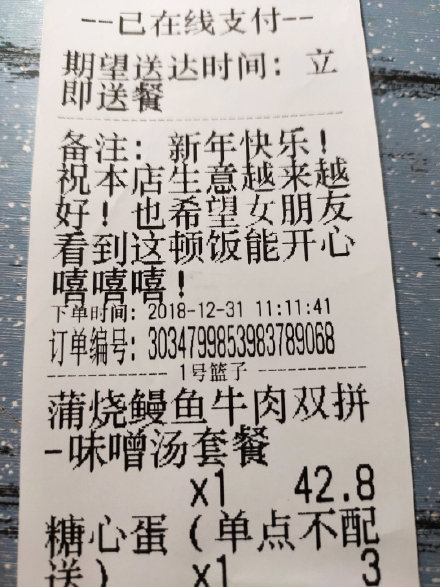 --已在线支付--
期望送达时间: 立
即送餐
备注: 新年快乐!
祝本店生意越来越
好! 也希望女朋友
看到这顿饭能开心
嘻嘻嘻!
下单时间: 2018-12-31 11:11:41
订单编号: 3034799853983789068
1号篮子
蒲烧鳗鱼牛肉双拼
-味噌汤套餐
x1 42.8
糖心蛋(单点不配
送) x1 3